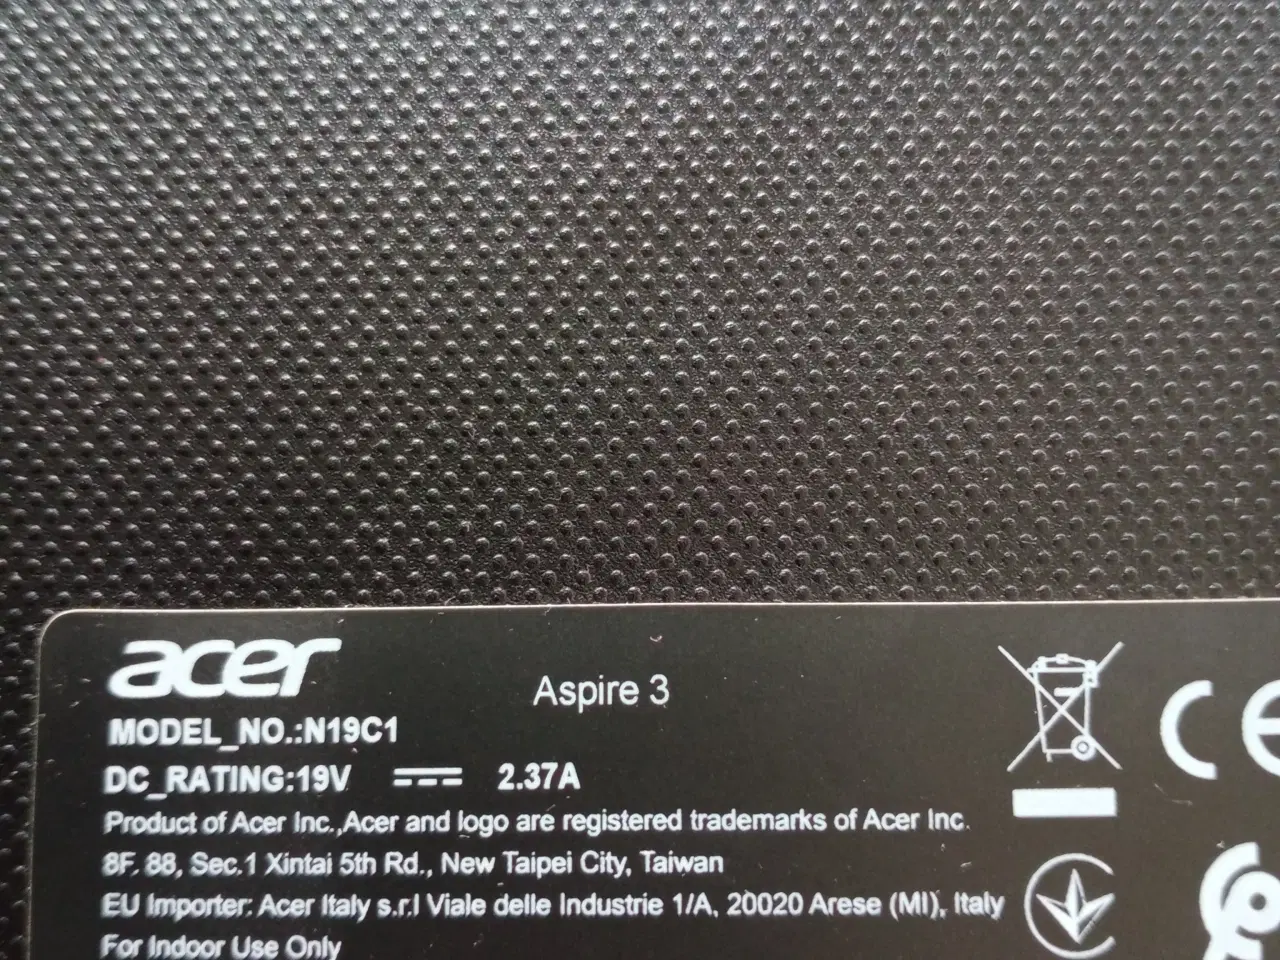 acer
Aspire 3
MODEL_NO.:N19C1
DC_RATING:19V 2.37A
Product of Acer Inc.,Acer and logo are registered trademarks of Acer Inc.
8F. 88, Sec.1 Xintai 5th Rd., New Taipei City, Taiwan
EU Importer: Acer Italy s.r.l Viale delle Industrie 1/A, 20020 Arese (MI), Italy
For Indoor Use Only
CE